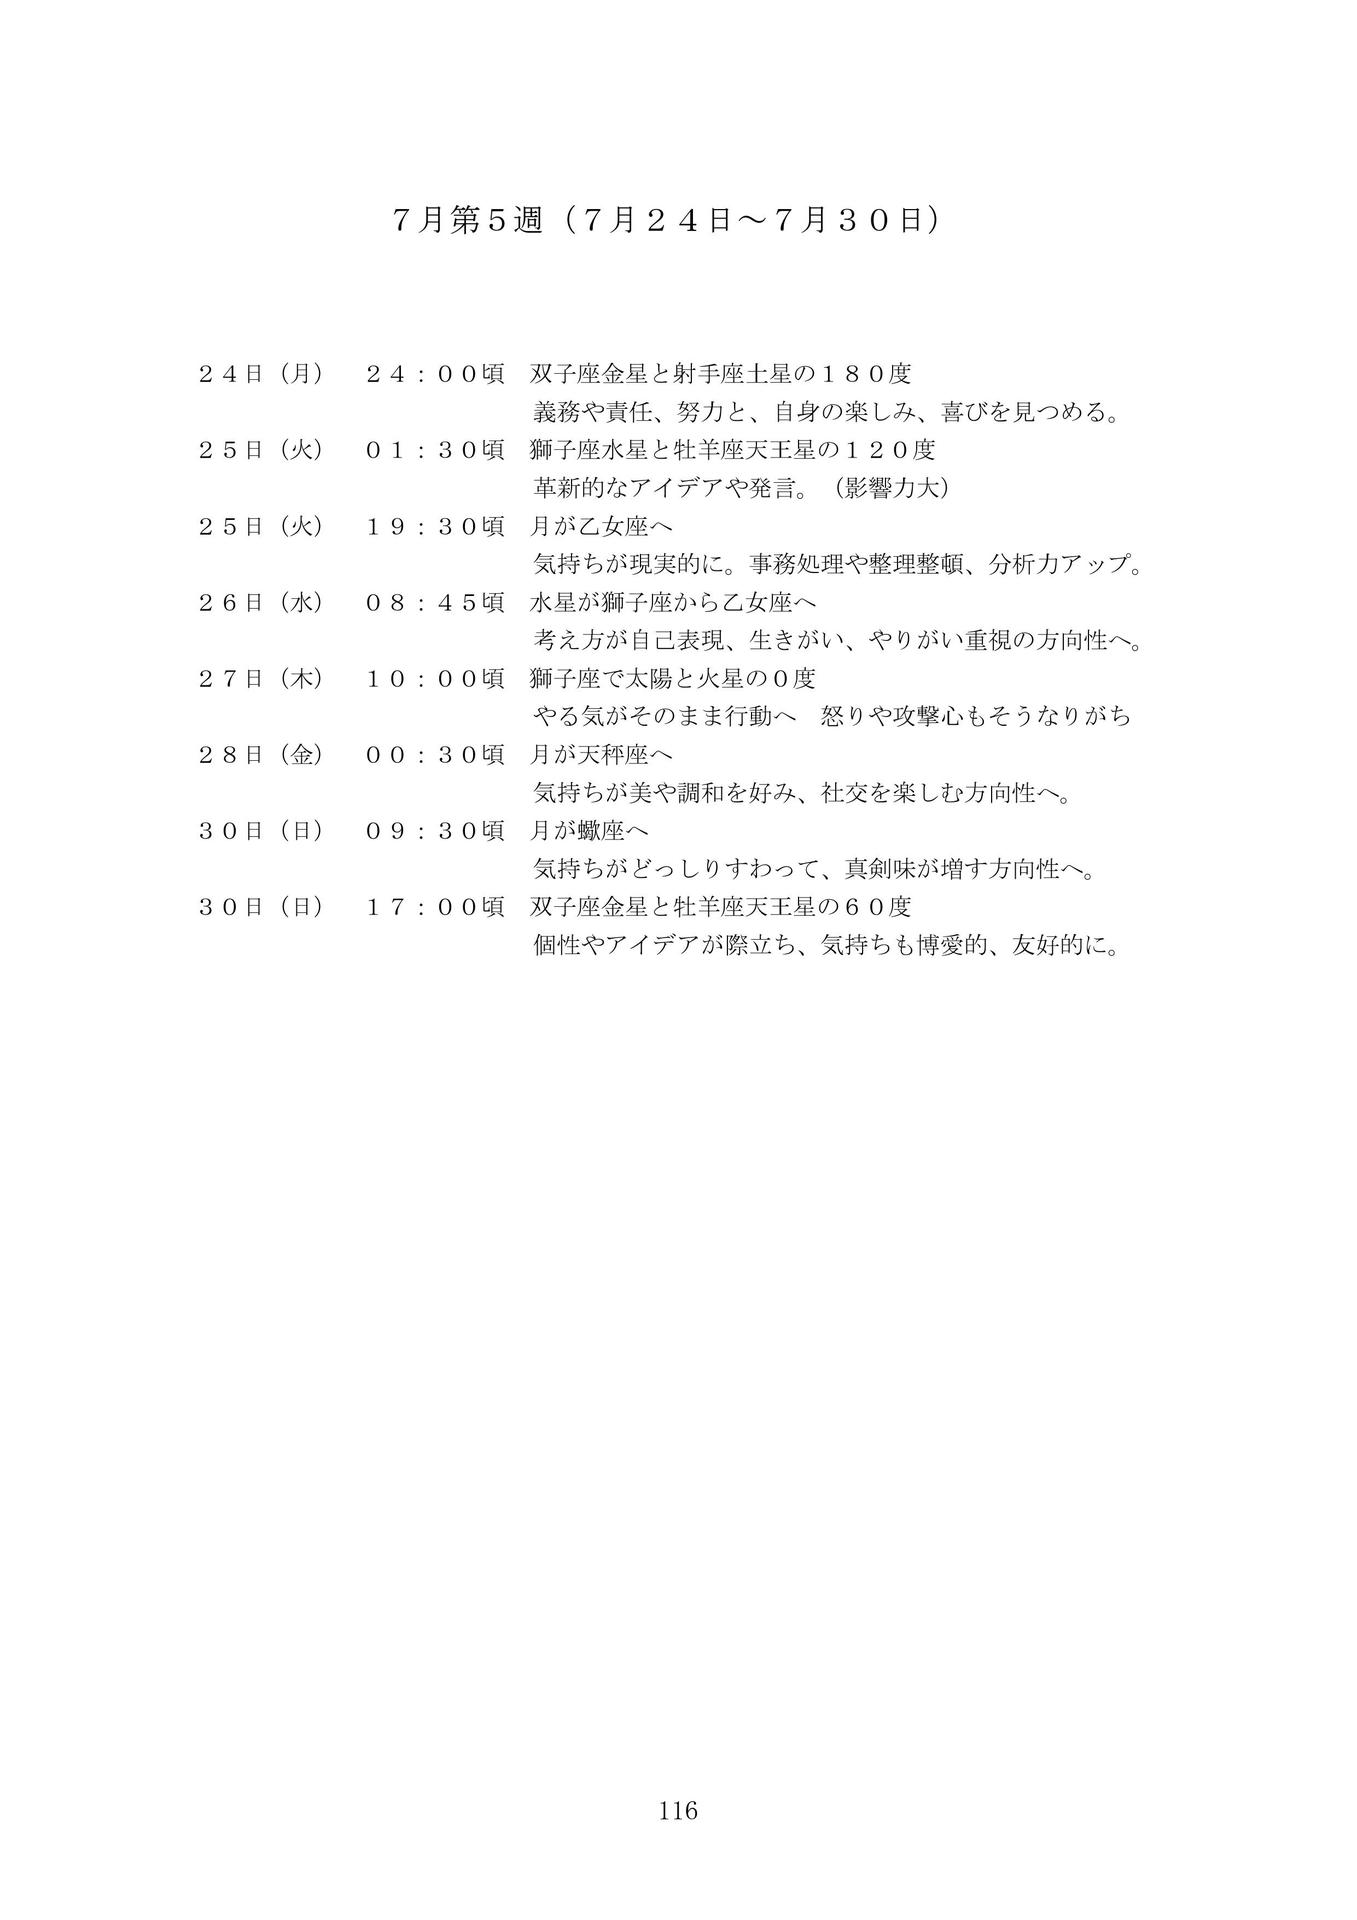 ７月第５週（７月２４日～７月３０日）
２４日（月）　２４：００頃　双子座金星と射手座土星の１８０度
義務や責任、努力と、自身の楽しみ、喜びを見つめる。
２５日（火）　０１：３０頃　獅子座水星と牡羊座天王星の１２０度
革新的なアイデアや発言。（影響力大）
２５日（火）　１９：３０頃　月が乙女座へ
気持ちが現実的に。事務処理や整理整頓、分析力アップ。
２６日（水）　０８：４５頃　水星が獅子座から乙女座へ
考え方が自己表現、生きがい、やりがい重視の方向性へ。
２７日（木）　１０：００頃　獅子座で太陽と火星の０度
やる気がそのまま行動へ　怒りや攻撃心もそうなりがち
２８日（金）　００：３０頃　月が天秤座へ
気持ちが美や調和を好み、社交を楽しむ方向性へ。
３０日（日）　０９：３０頃　月が蠍座へ
気持ちがどっしりすわって、真剣味が増す方向性へ。
３０日（日）　１７：００頃　双子座金星と牡羊座天王星の６０度
個性やアイデアが際立ち、気持ちも博愛的、友好的に。
116